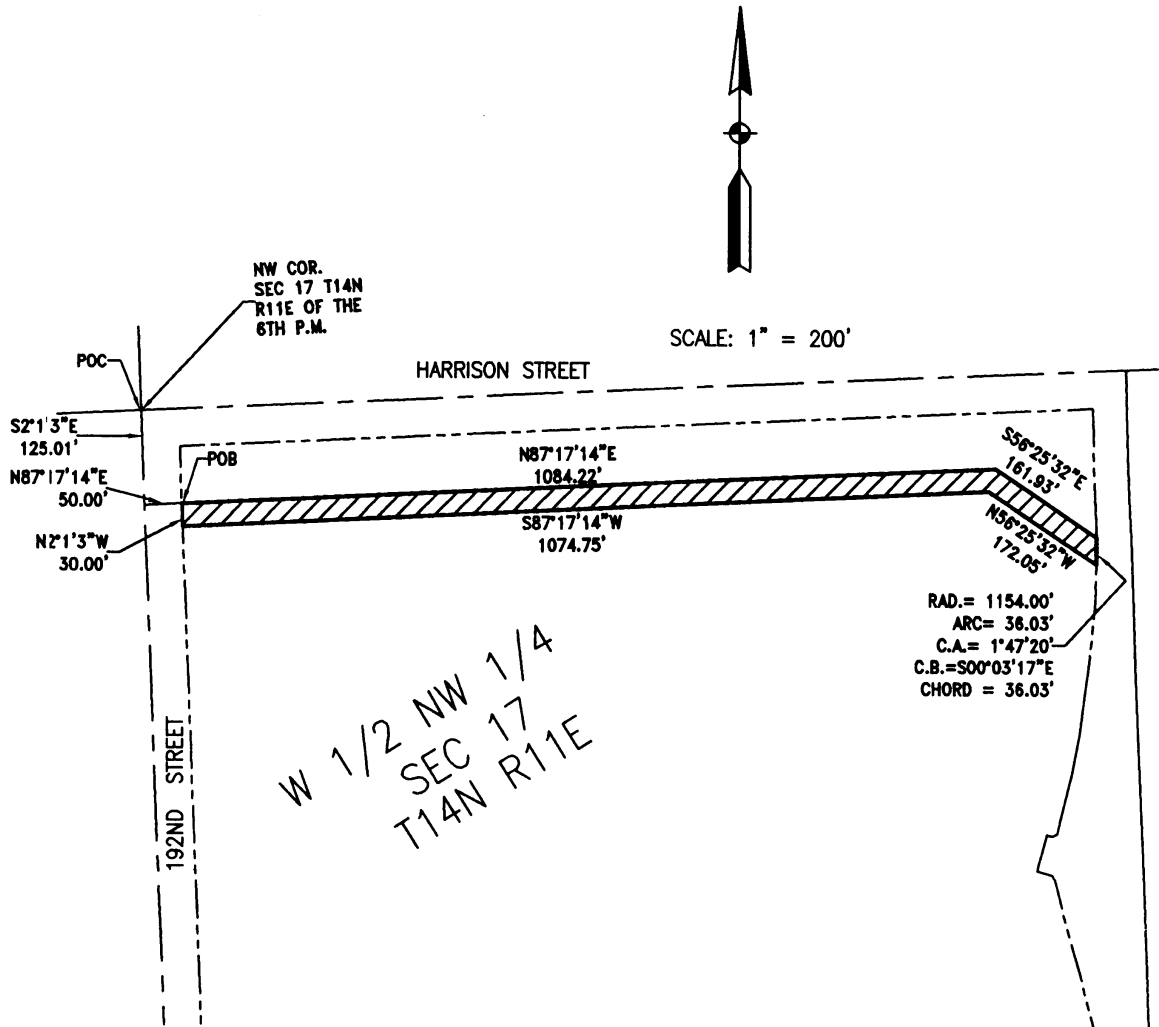 NW COR.
SEC 17 T14N
R11E OF THE
6TH P.M.
SCALE: 1" = 200'
POC
HARRISON STREET
S2°1'3"E
125.01'
POB
N87°17'14"E
1084.22'
S56°25'32"E
161.93'
N87°17'14"E
50.00'
S87°17'14"W
1074.75'
N2°1'3"W
30.00'
N56°25'32"W
172.05'
RAD.= 1154.00'
ARC= 36.03'
C.A.= 1°47'20"
C.B.=S00°03'17"E
CHORD = 36.03'
W 1/2 NW 1/4
SEC 17
T14N R11E
192ND STREET